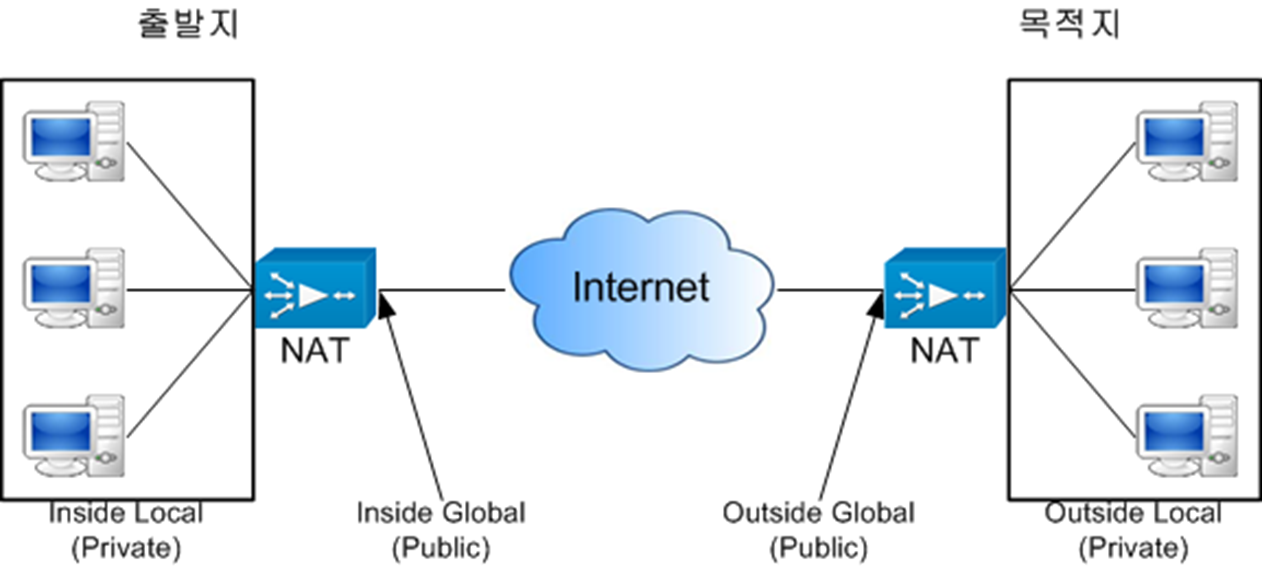 출발지
목적지
Internet
NAT
NAT
Inside Local
(Private)
Inside Global
(Public)
Outside Global
(Public)
Outside Local
(Private)